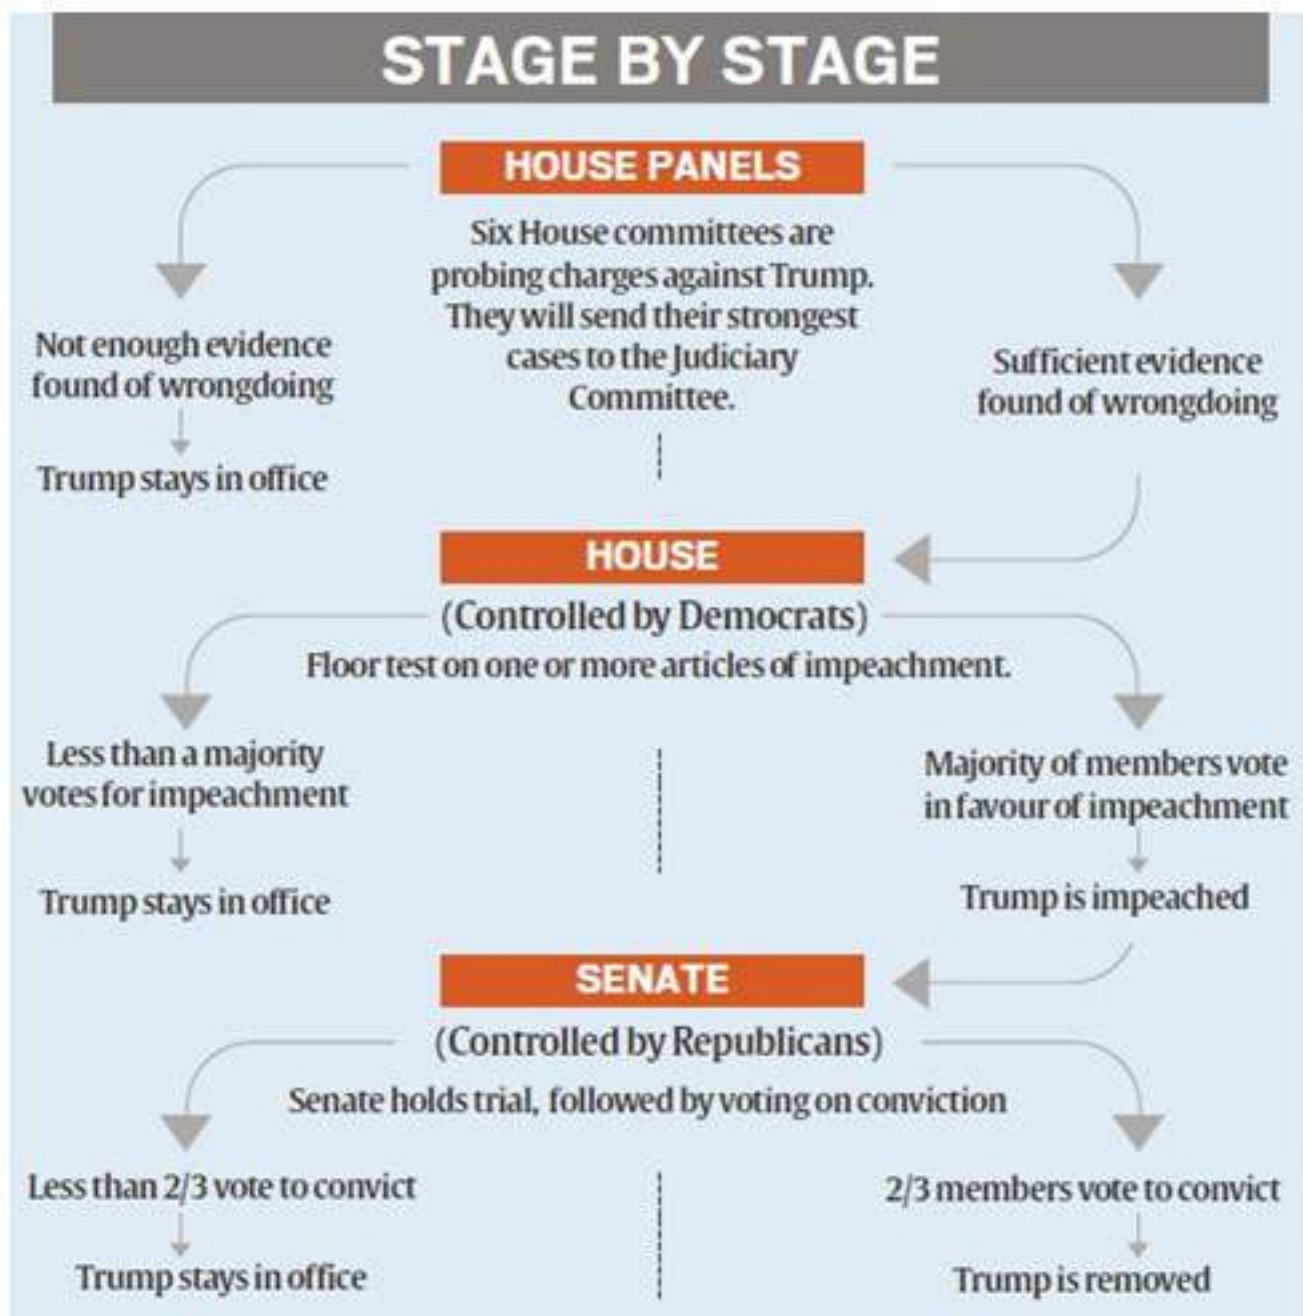 STAGE BY STAGE
HOUSE PANELS
Six House committees are
probing charges against Trump.
They will send their strongest
cases to the Judiciary
Committee.
Not enough evidence
found of wrongdoing
Trump stays in office
Sufficient evidence
found of wrongdoing
HOUSE
(Controlled by Democrats)
Floor test on one or more articles of impeachment.
Less than a majority
votes for impeachment
Trump stays in office
Majority of members vote
in favour of impeachment
Trump is impeached
SENATE
(Controlled by Republicans)
Senate holds trial, followed by voting on conviction
Less than 2/3 vote to convict
Trump stays in office
2/3 members vote to convict
Trump is removed